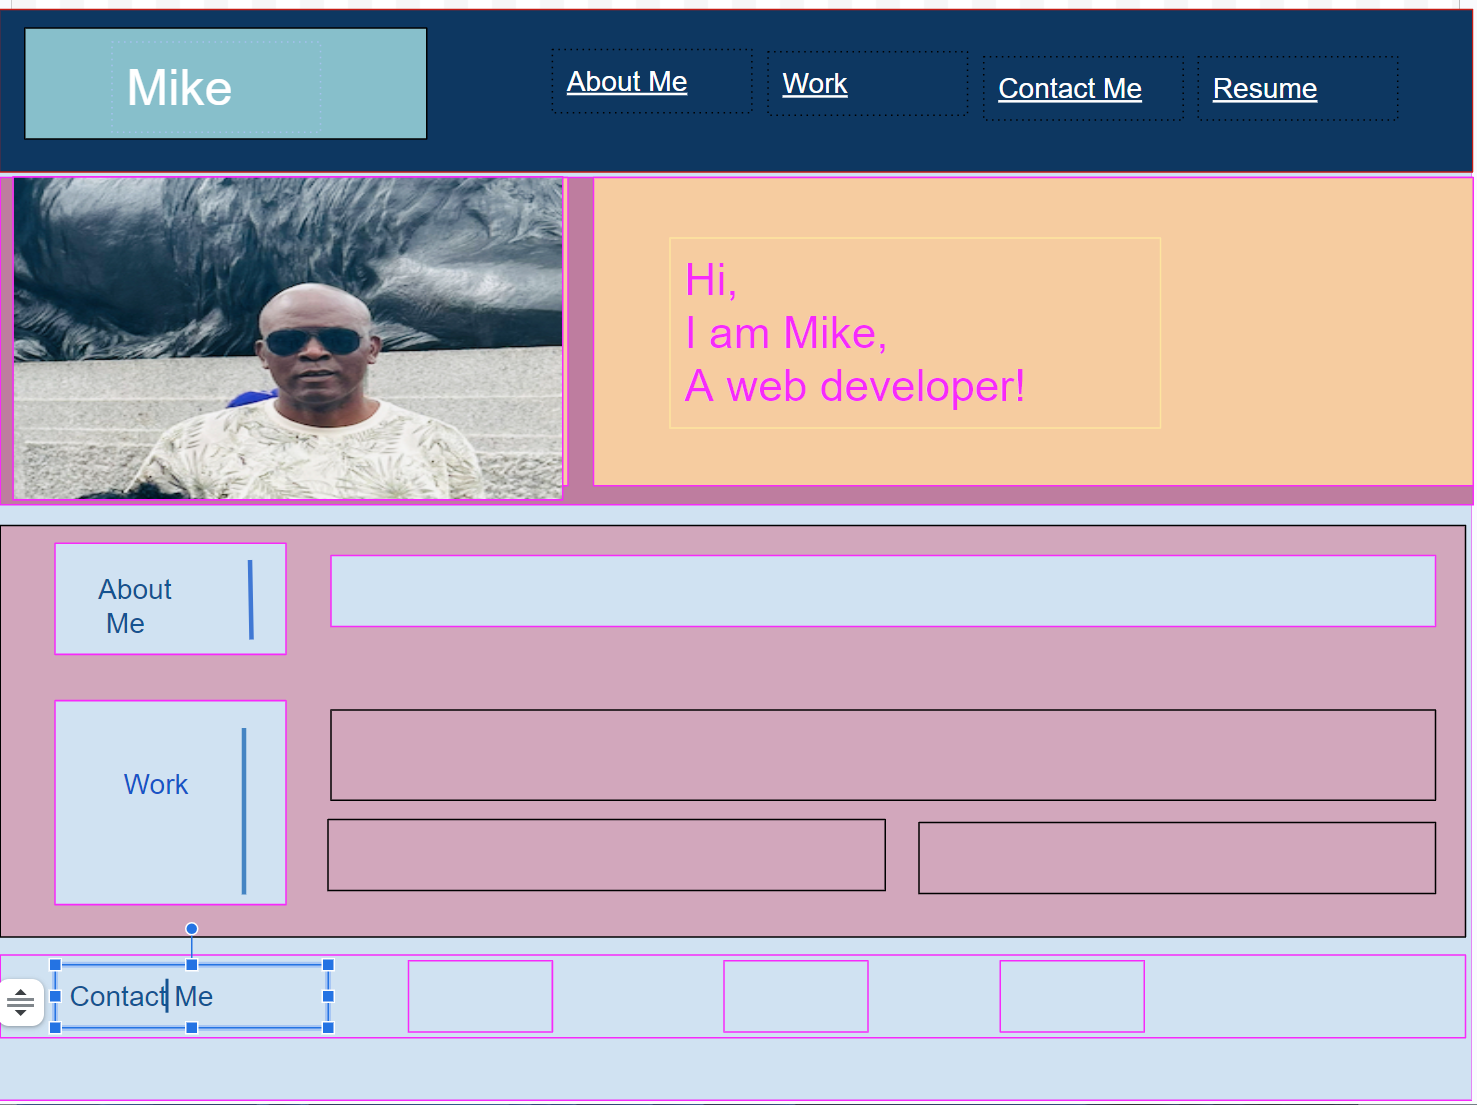 Mike
About Me
Work
Contact Me
Resume
Hi,
I am Mike,
A web developer!
About
Me
Work
Contact Me